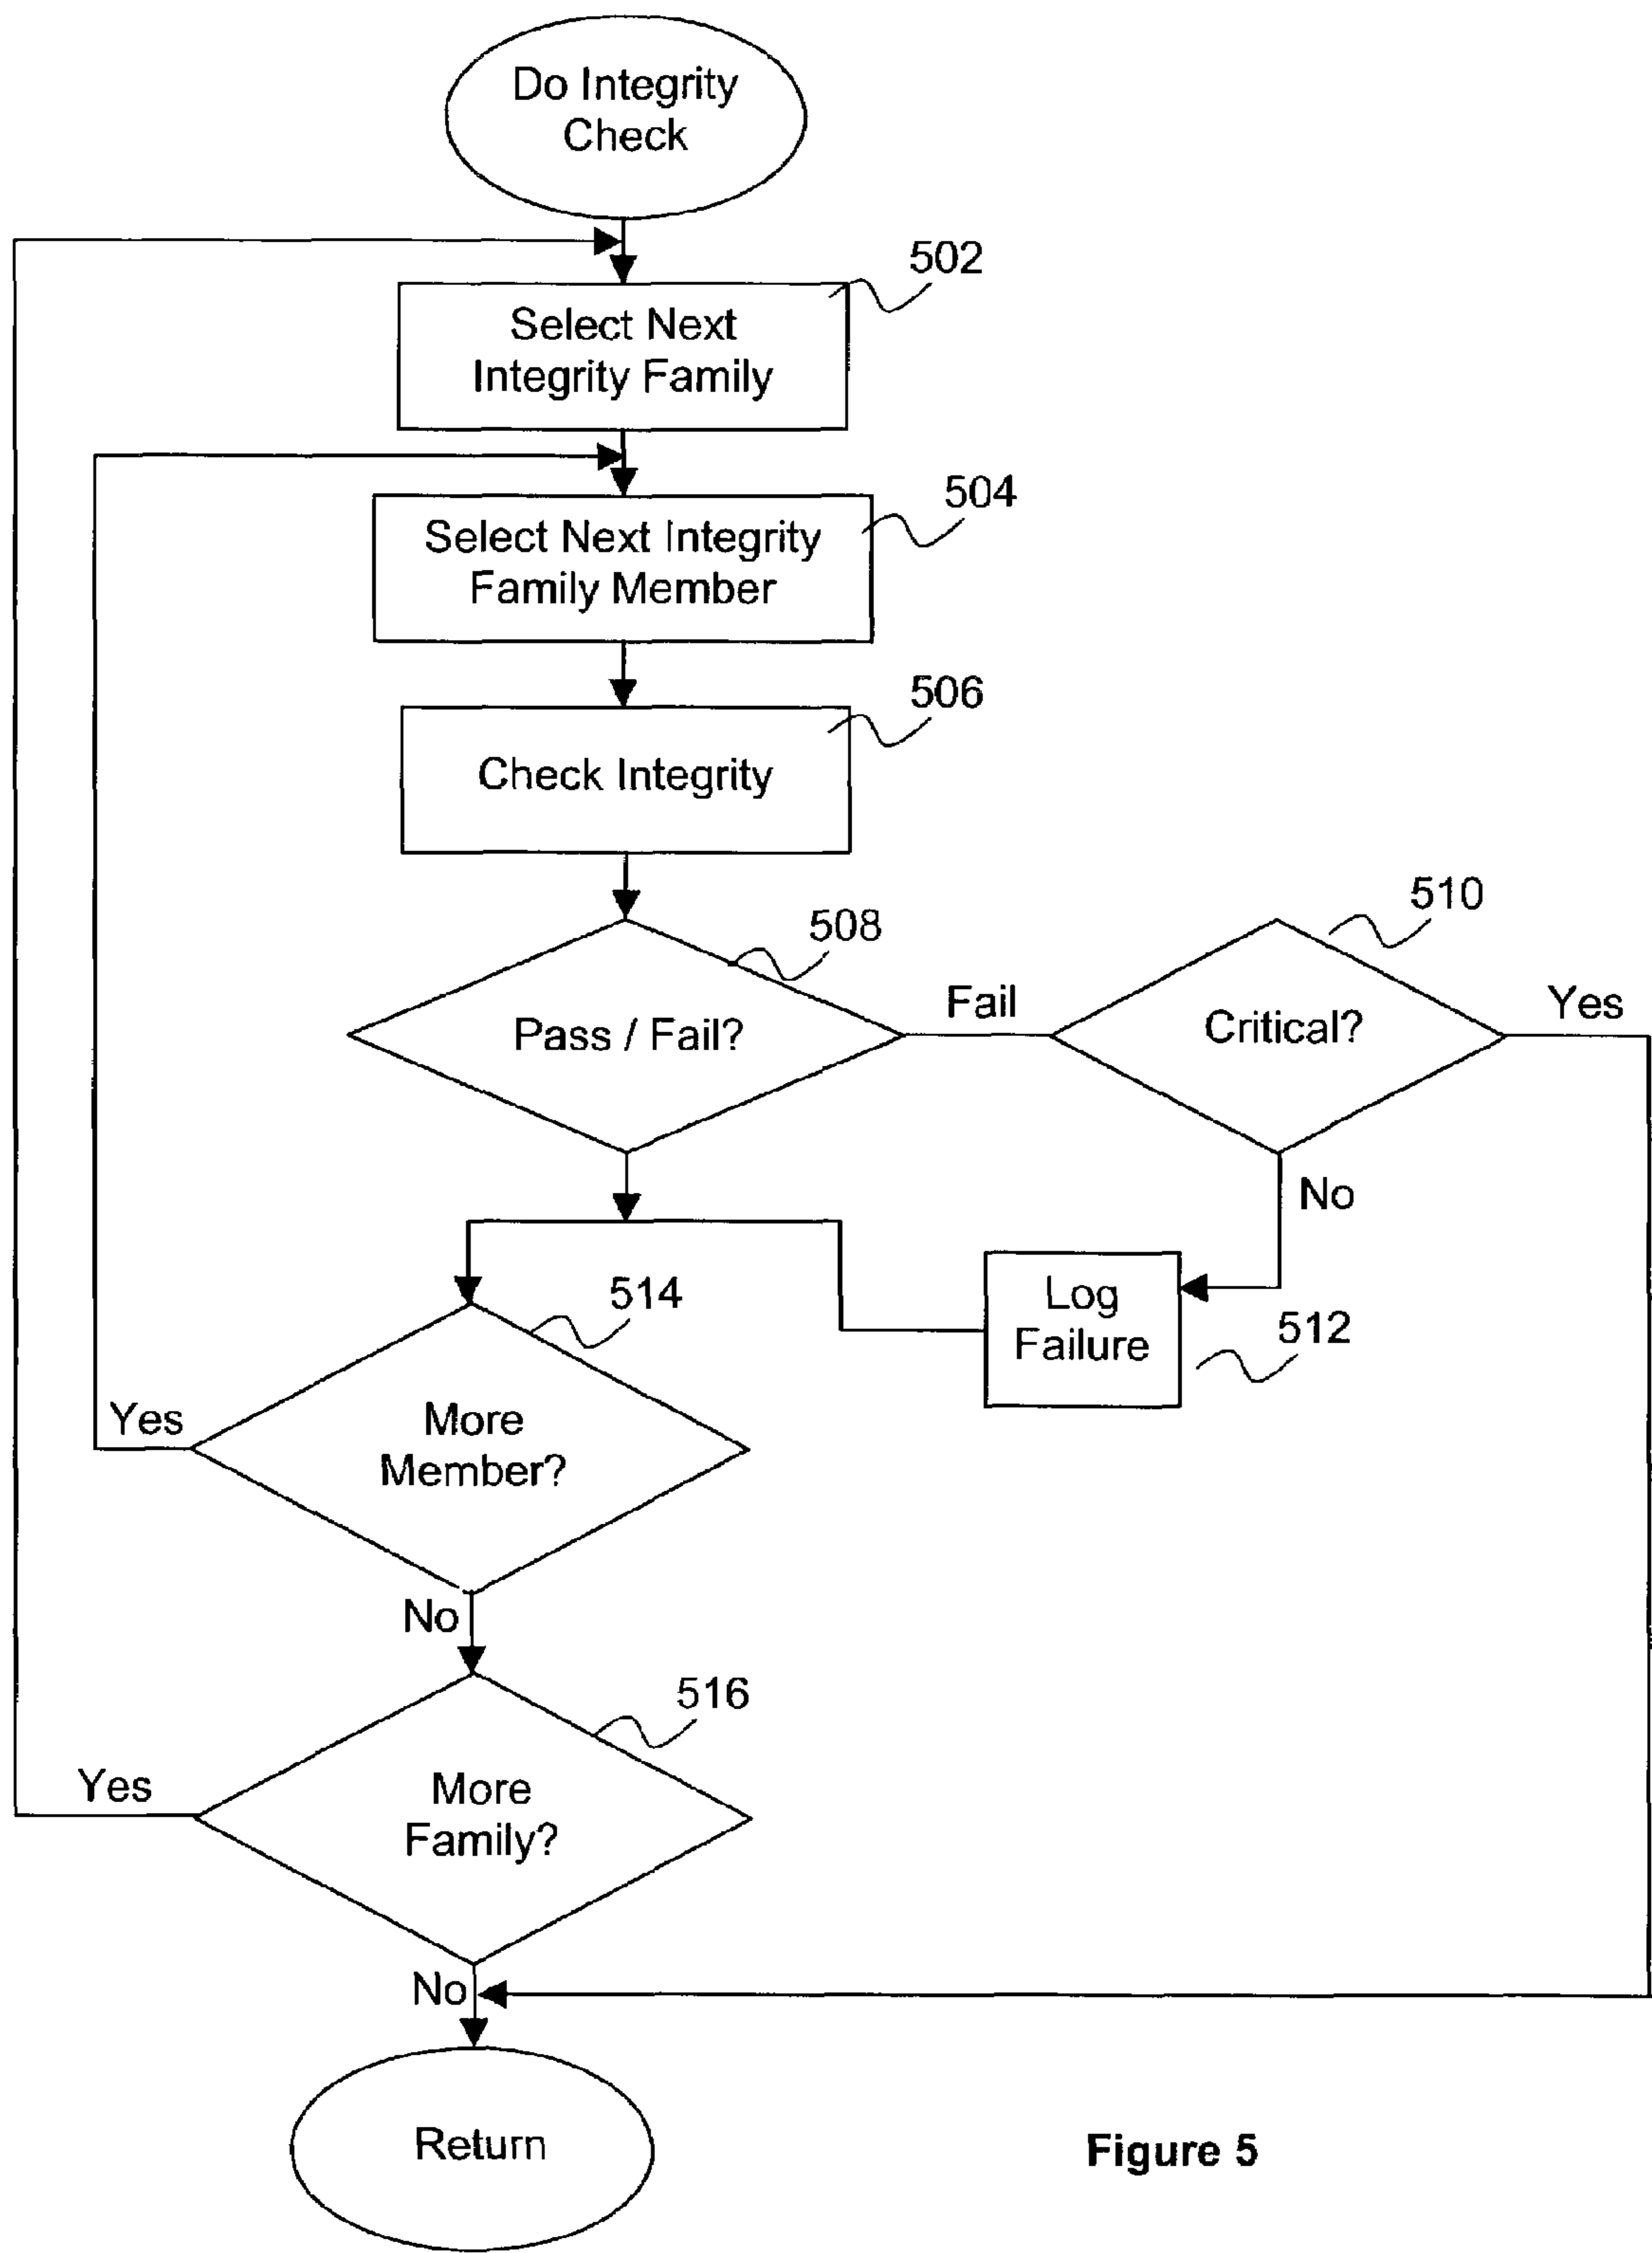 Do Integrity
Check
502
Select Next
Integrity Family
504
Select Next Integrity
Family Member
506
Check Integrity
508
Pass / Fail?
Fail
510
Critical?
Yes
No
Log
Failure
512
514
More
Member?
Yes
No
516
More
Family?
Yes
No
Return
Figure 5